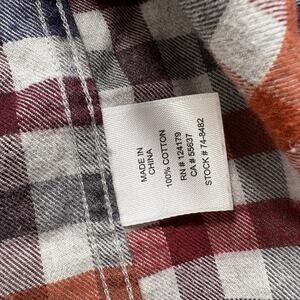 MADE IN
CHINA
100% COTTON
RN # 124179
CA # 55637
STOCK # 74-8482